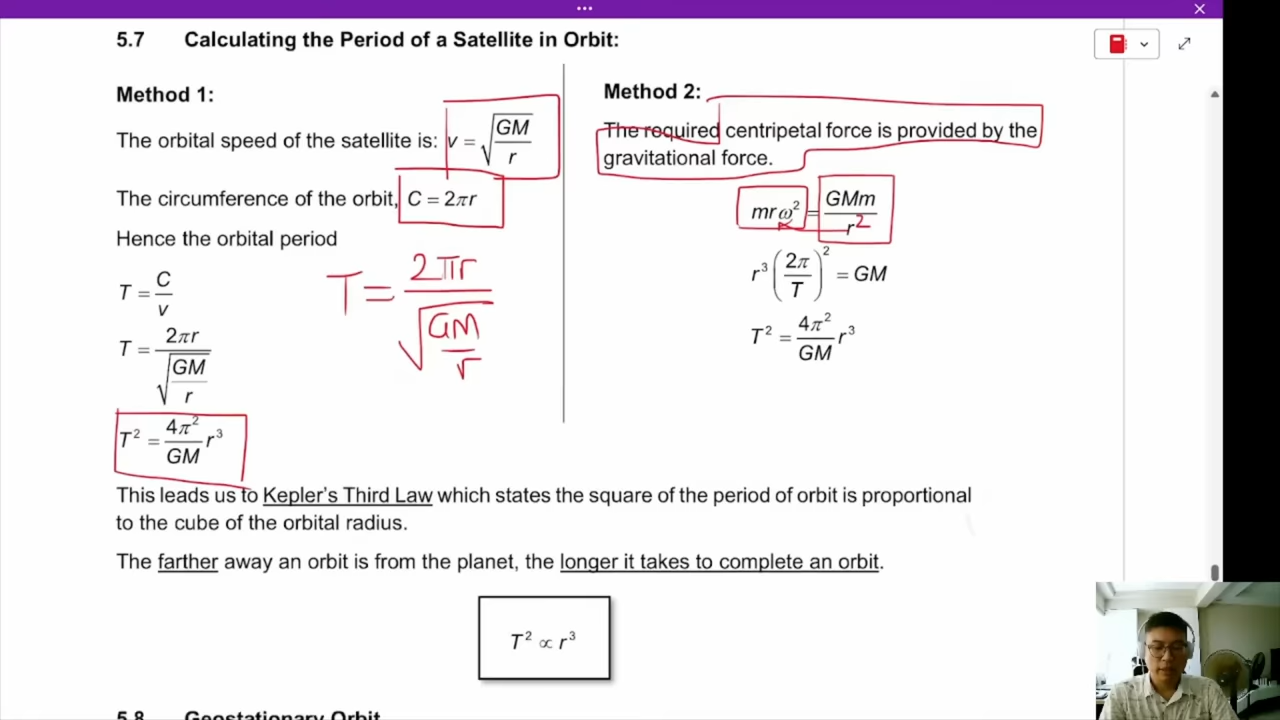 5.7 Calculating the Period of a Satellite in Orbit:
Method 1:
The orbital speed of the satellite is: v = √(GM/r)
The circumference of the orbit, C = 2πr
Hence the orbital period
T = C/v
T = 2πr/√(GM/r)
T² = 4π²/GM r³
T = 2πr/√(GM/r)
Method 2:
The required centripetal force is provided by the
gravitational force.
mrω² = GMm/r²
r³(2π/T)² = GM
T² = 4π²/GM r³
This leads us to Kepler's Third Law which states the square of the period of orbit is proportional
to the cube of the orbital radius.
The farther away an orbit is from the planet, the longer it takes to complete an orbit.
T² ∝ r³
5.8 Geostationary Orbit